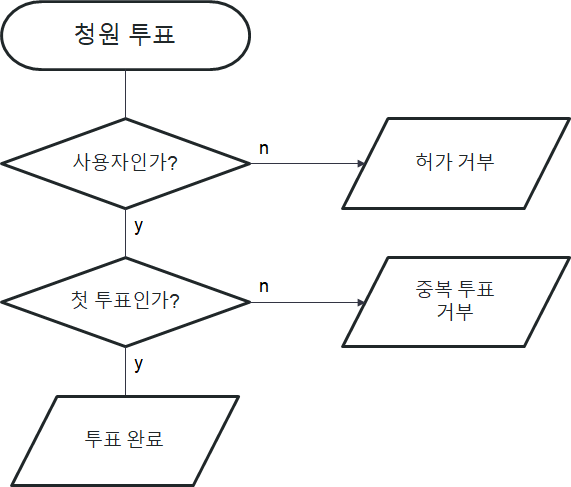 청원 투표
사용자인가?
n
허가 거부
y
첫 투표인가?
n
중복 투표
거부
y
투표 완료